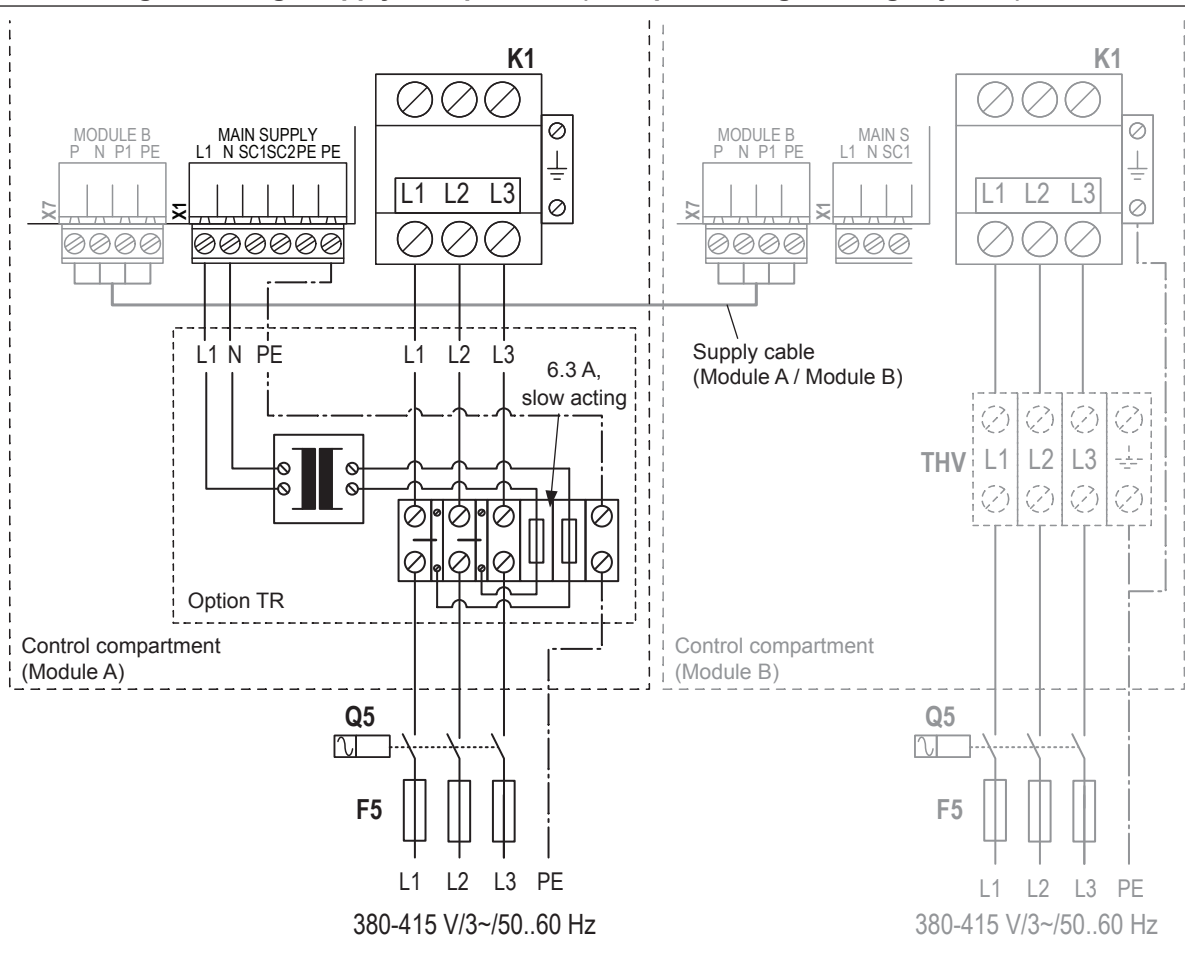 K1
K1
MODULE B
P N P1 PE
MAIN SUPPLY
L1 N SC1SC2PE PE
MODULE B
P N P1 PE
MAIN S
L1 N SC1
L1 L2 L3
L1 L2 L3
X7
X1
X7
X1
L1 N PE
L1 L2 L3
6.3 A,
slow acting
Supply cable
(Module A / Module B)
THV
L1 L2 L3
Option TR
Control compartment
(Module A)
Control compartment
(Module B)
Q5
Q5
F5
F5
L1 L2 L3 PE
L1 L2 L3 PE
380-415 V/3~/50..60 Hz
380-415 V/3~/50..60 Hz